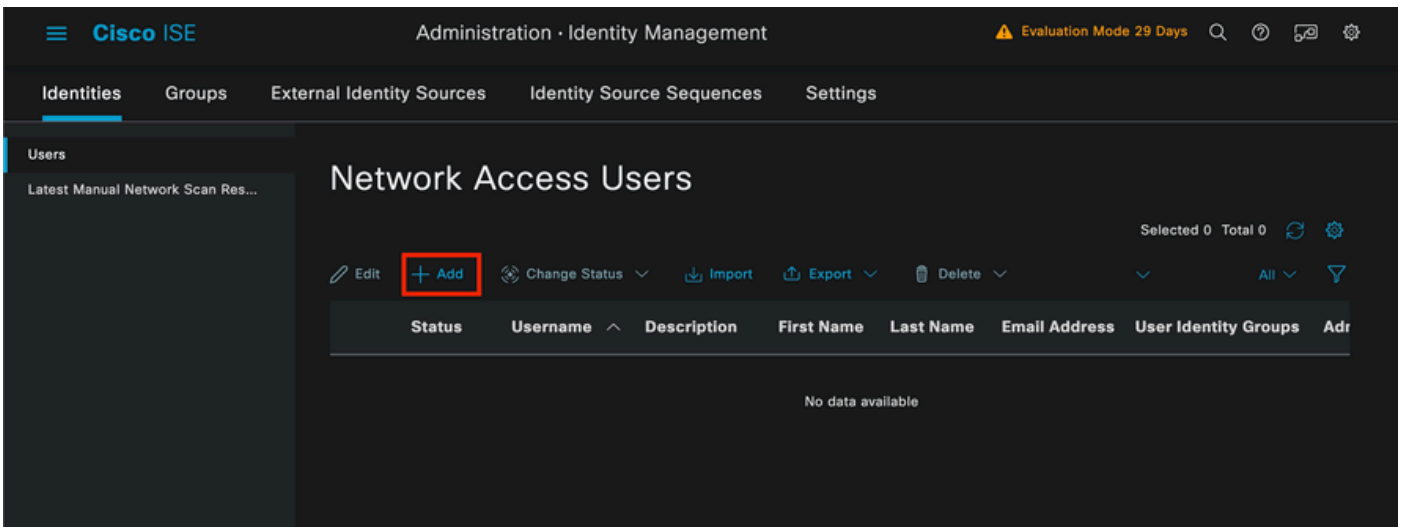 Cisco ISE Administration · Identity Management Evaluation Mode 29 Days
Identities Groups External Identity Sources Identity Source Sequences Settings
Users
Latest Manual Network Scan Res...
Network Access Users
Selected 0 Total 0
Edit Add Change Status Import Export Delete All
Status Username Description First Name Last Name Email Address User Identity Groups Adr
No data available